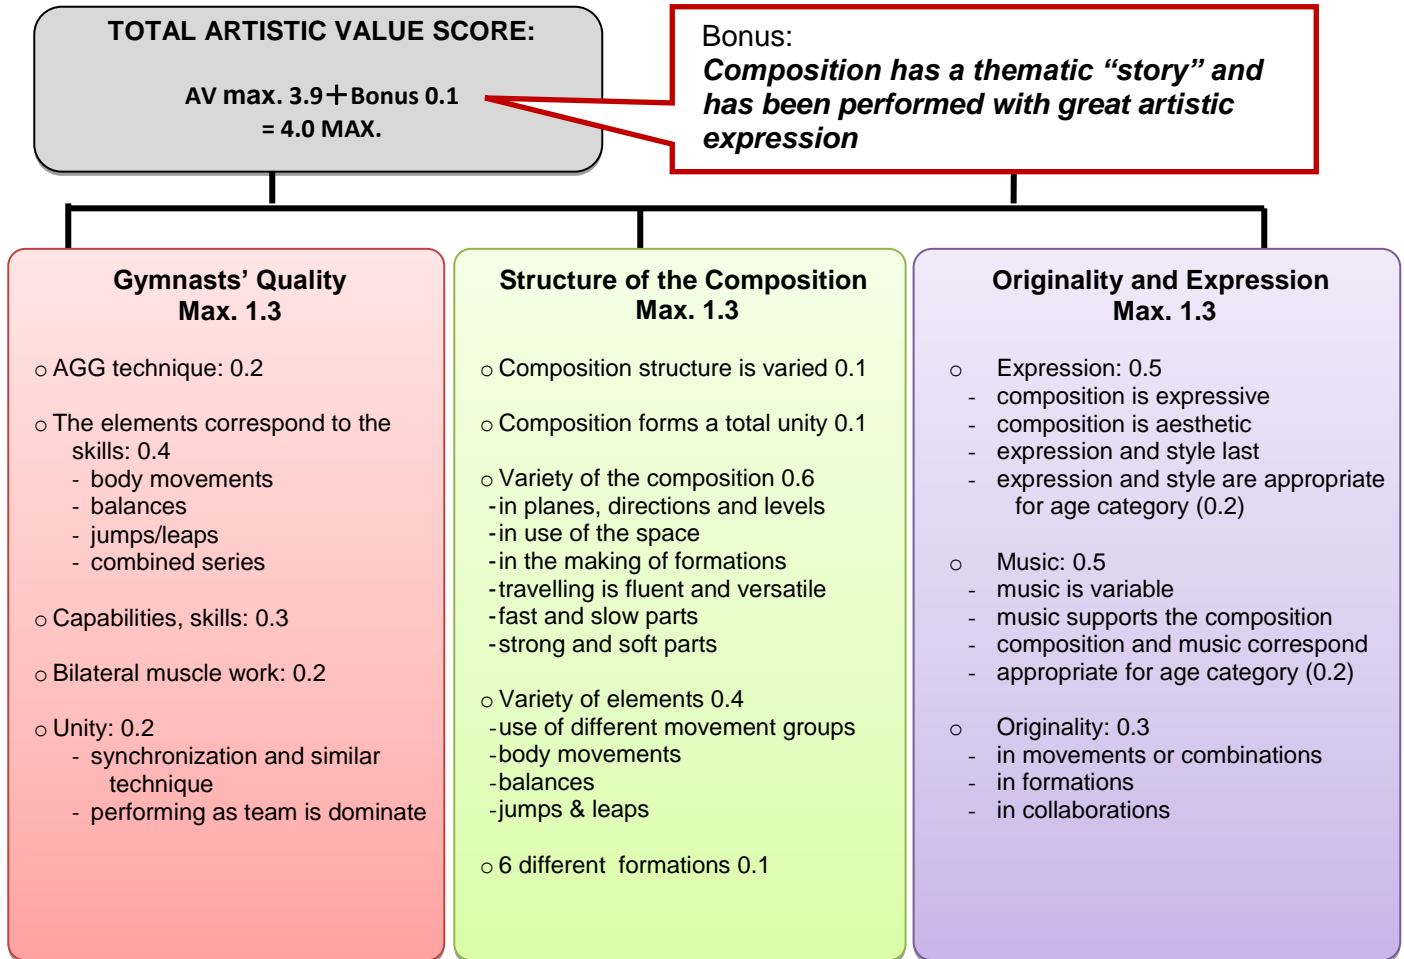 TOTAL ARTISTIC VALUE SCORE:
AV max. 3.9+Bonus 0.1
= 4.0 MAX.
Bonus:
Composition has a thematic “story” and
has been performed with great artistic
expression
Gymnasts’ Quality
Max. 1.3
o AGG technique: 0.2
o The elements correspond to the
skills: 0.4
- body movements
- balances
- jumps/leaps
- combined series
o Capabilities, skills: 0.3
o Bilateral muscle work: 0.2
o Unity: 0.2
- synchronization and similar
technique
- performing as team is dominate
Structure of the Composition
Max. 1.3
o Composition structure is varied 0.1
o Composition forms a total unity 0.1
o Variety of the composition 0.6
-in planes, directions and levels
-in use of the space
-in the making of formations
-travelling is fluent and versatile
-fast and slow parts
-strong and soft parts
o Variety of elements 0.4
-use of different movement groups
-body movements
-balances
-jumps & leaps
o 6 different formations 0.1
Originality and Expression
Max. 1.3
o Expression: 0.5
- composition is expressive
- composition is aesthetic
- expression and style last
- expression and style are appropriate
for age category (0.2)
o Music: 0.5
- music is variable
- music supports the composition
- composition and music correspond
- appropriate for age category (0.2)
o Originality: 0.3
- in movements or combinations
- in formations
- in collaborations